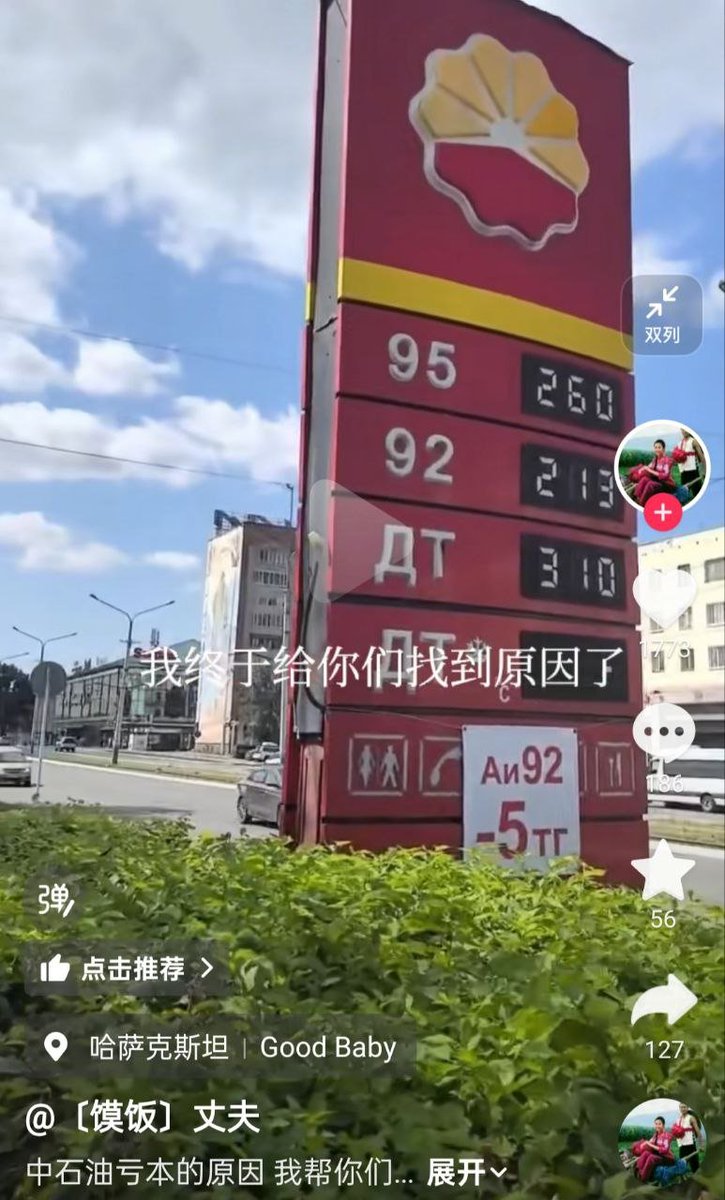 95 260
92 213
ДТ 310
ДТ
С
我终于给你们找到原因了
Аи92
-5тг
双列
1773
186
56
127
弹
点击推荐
哈萨克斯坦 | Good Baby
@〔馍饭〕丈夫
中石油亏本的原因 我帮你们... 展开